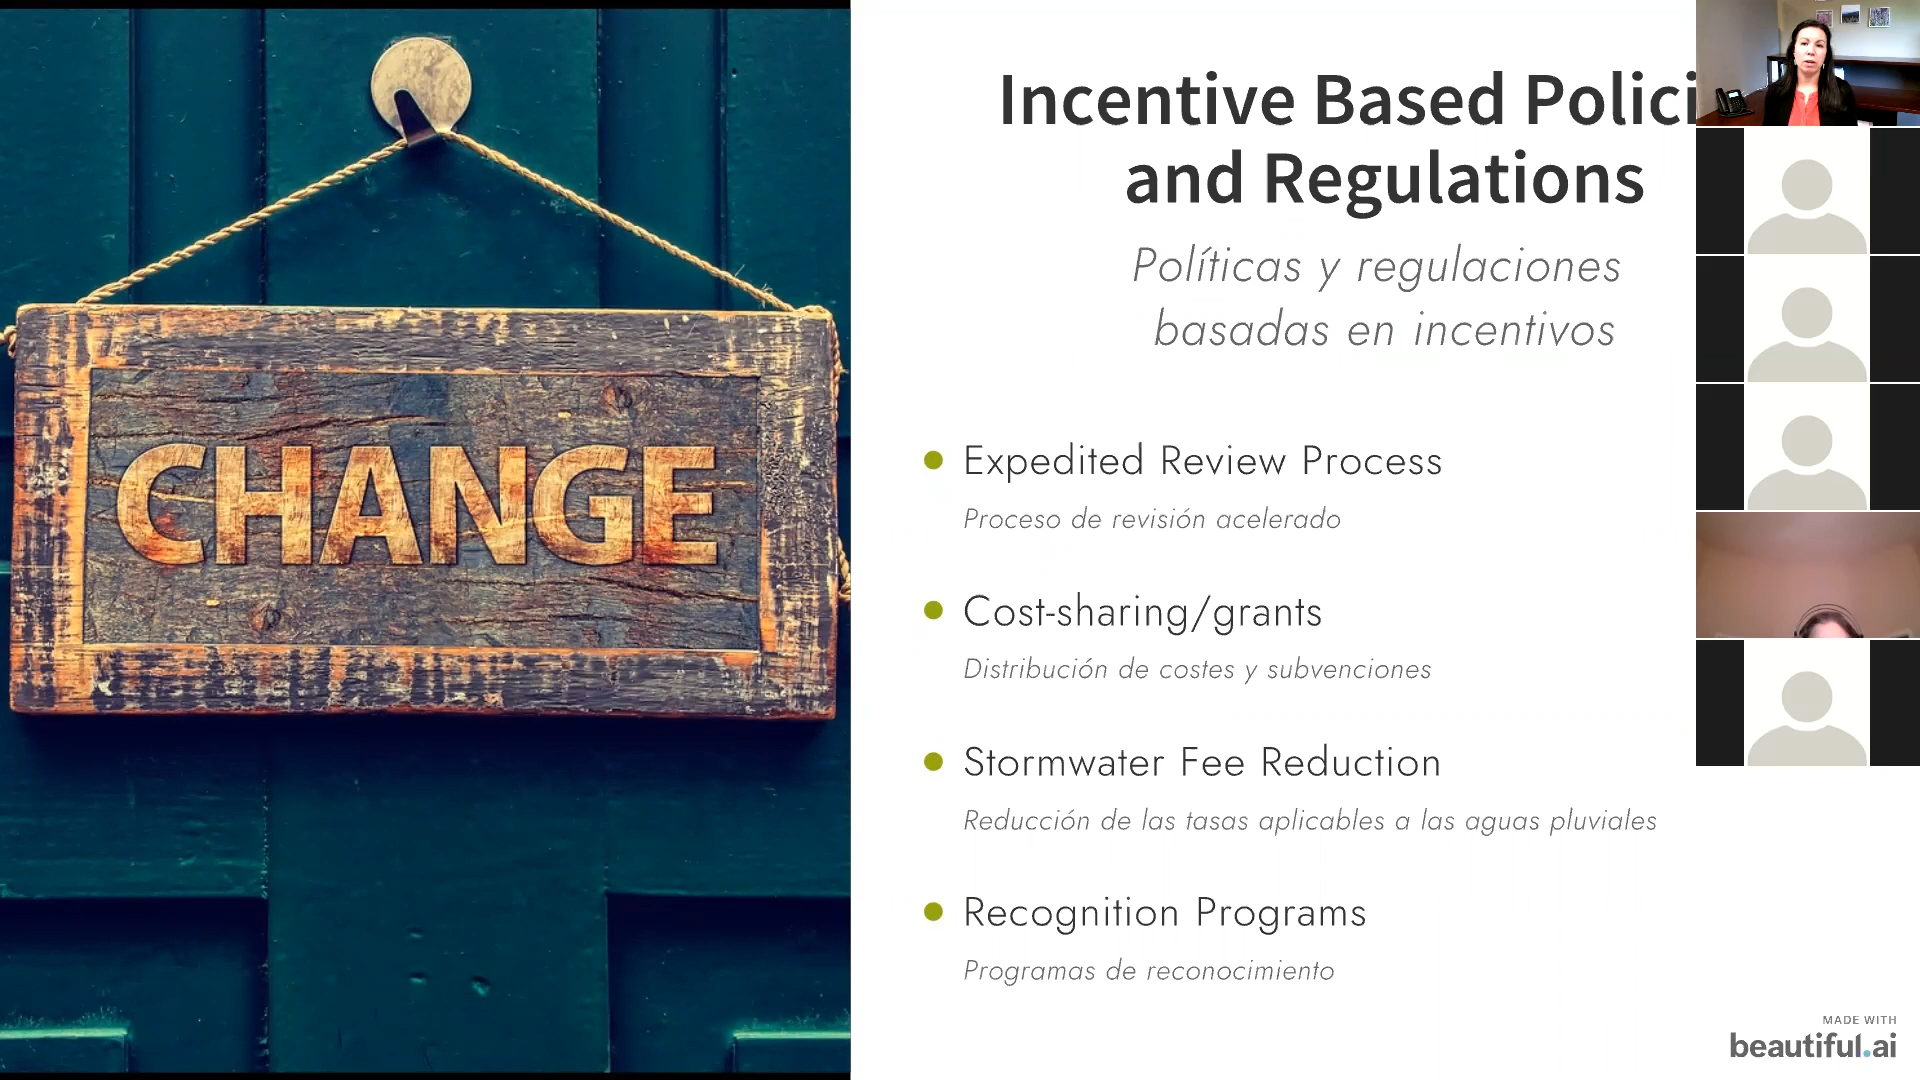 CHANGE
Incentive Based Polici
and Regulations
Políticas y regulaciones
basadas en incentivos
Expedited Review Process
Proceso de revisión acelerado
Cost-sharing/grants
Distribución de costes y subvenciones
Stormwater Fee Reduction
Reducción de las tasas aplicables a las aguas pluviales
Recognition Programs
Programas de reconocimiento
MADE WITH
beautiful.ai